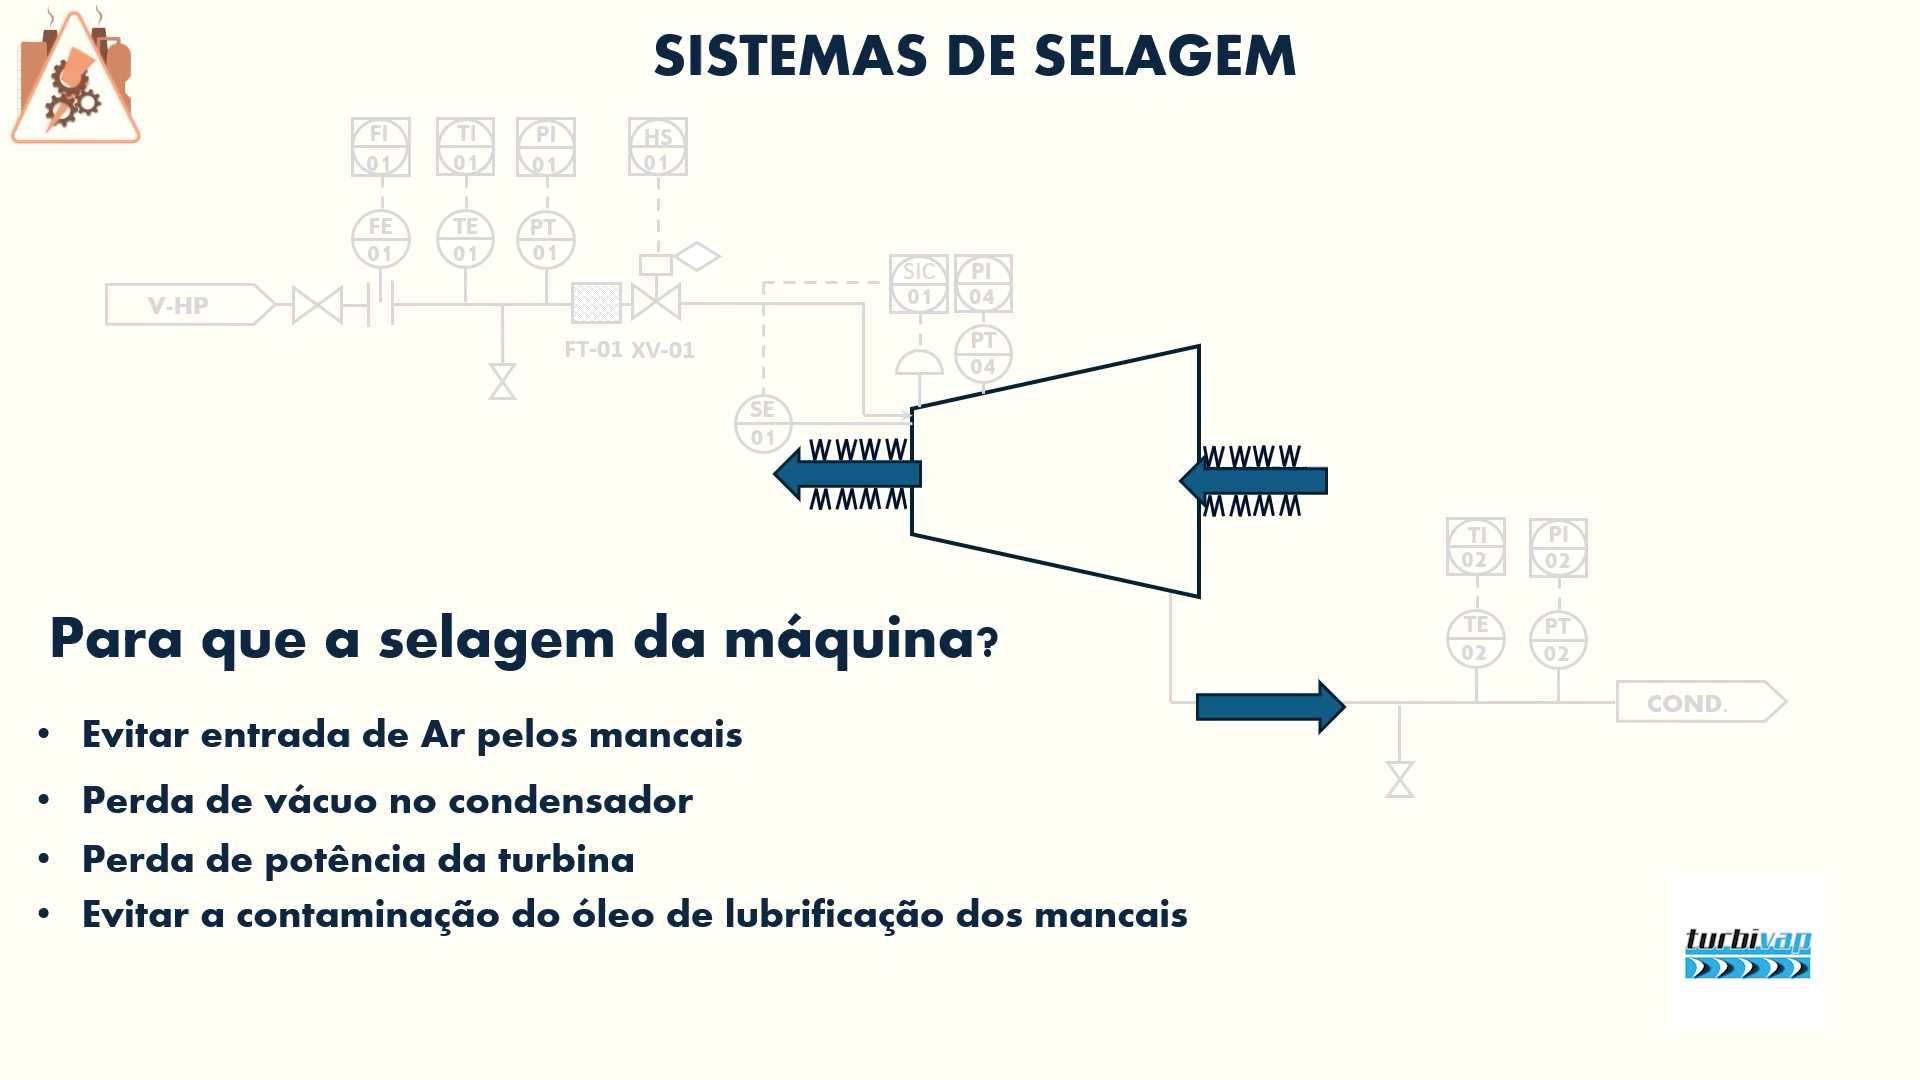 SISTEMAS DE SELAGEM
FI
01
TI
01
PI
01
HS
01
FE
01
TE
01
PT
01
SIC
01
PI
04
V-HP
FT-01 XV-01
PT
04
SE
01
WWWW
WWWW
TI
02
PI
02
Para que a selagem da máquina?
TE
02
PT
02
COND.
• Evitar entrada de Ar pelos mancais
• Perda de vácuo no condensador
• Perda de potência da turbina
• Evitar a contaminação do óleo de lubrificação dos mancais
turbivap